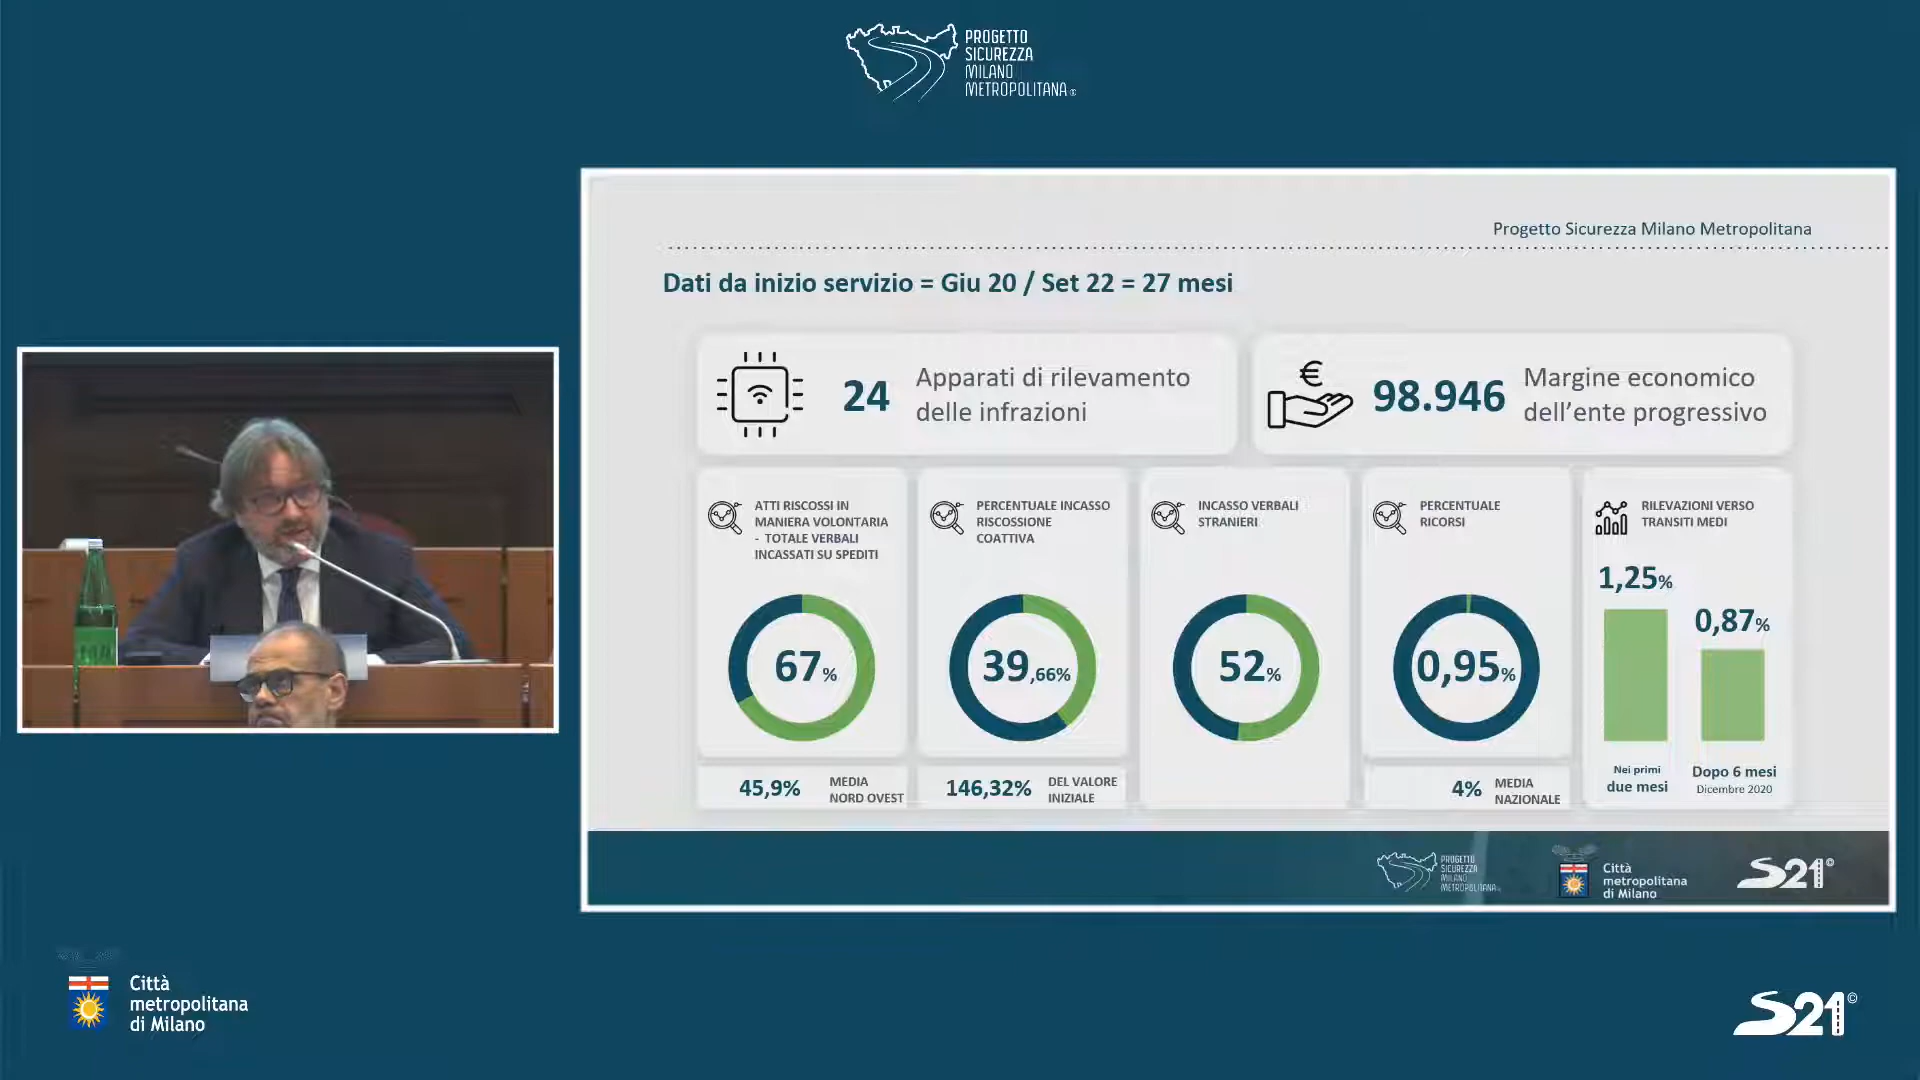 PROGETTO
SICUREZZA
MILANO
METROPOLITANA
Progetto Sicurezza Milano Metropolitana
Dati da inizio servizio = Giu 20 / Set 22 = 27 mesi
24
Apparati di rilevamento
delle infrazioni
€
98.946
Margine economico
dell'ente progressivo
ATTI RISCOSSI IN
MANIERA VOLONTARIA
- TOTALE VERBALI
INCASSATI SU SPEDITI
67%
45,9%
MEDIA
NORD OVEST
PERCENTUALE INCASSO
RISCOSSIONE
COATTIVA
39,66%
146,32%
DEL VALORE
INIZIALE
INCASSO VERBALI
STRANIERI
52%
PERCENTUALE
RICORSI
0,95%
4%
MEDIA
NAZIONALE
RILEVAZIONI VERSO
TRANSITI MEDI
1,25%
0,87%
Nei primi
due mesi
Dopo 6 mesi
Dicembre 2020
PROGETTO
SICUREZZA
MILANO
METROPOLITANA
Città
metropolitana
di Milano
S21©
Città
metropolitana
di Milano
S21©